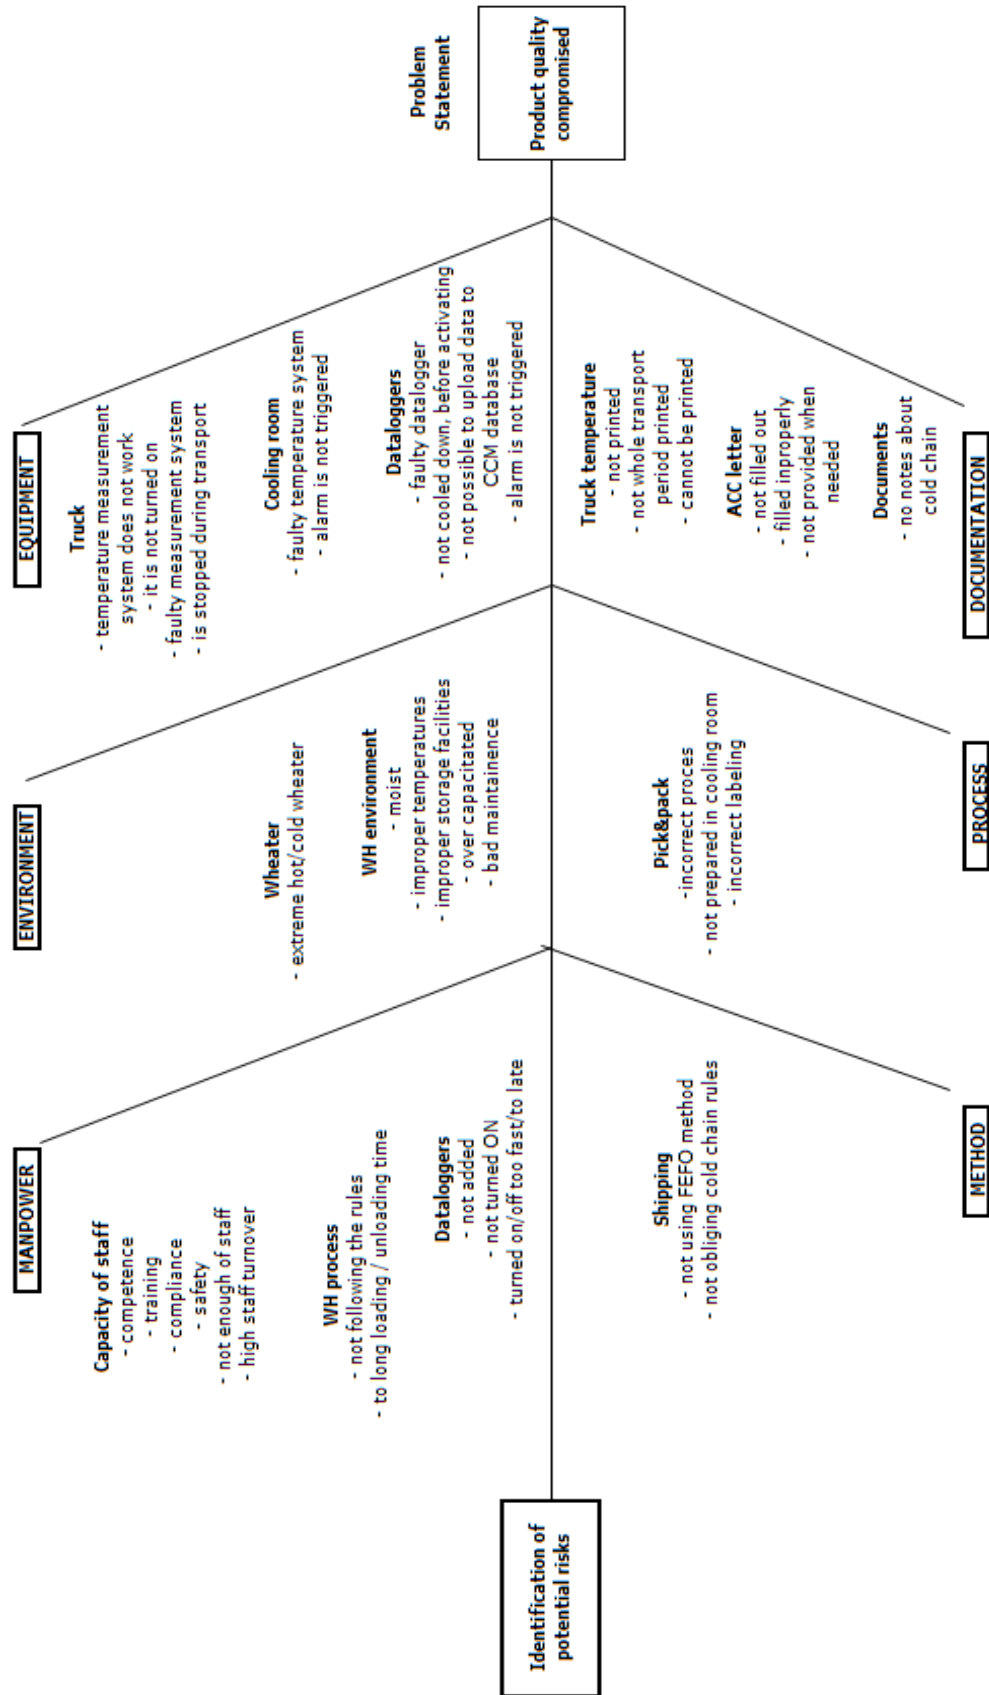 MANPOWER
Capacity of staff
- competence
- training
- compliance
- safety
- not enough of staff
- high staff turnover
WH process
- not following the rules
- to long loading / unloading time
Dataloggers
- not added
- not turned ON
- turned on/off too fast/to late
ENVIRONMENT
Wheater
- extreme hot/cold wheater
WH environment
- moist
- improper temperatures
- improper storage facilities
- over capacitated
- bad maintainence
EQUIPMENT
Truck
- temperature measurement
system does not work
- it is not turned on
- faulty measurement system
- is stopped during transport
Cooling room
- faulty temperature system
- alarm is not triggered
Dataloggers
- faulty datalogger
- not cooled down, before activating
- not possible to upload data to
CCM database
- alarm is not triggered
Problem
Statement
Product quality
compromised
Identification of
potential risks
Shipping
- not using FEFO method
- not obliging cold chain rules
METHOD
Pick&pack
-incorrect proces
- not prepared in cooling room
- incorrect labeling
PROCESS
Truck temperature
- not printed
- not whole transport
period printed
- cannot be printed
ACC letter
- not filled out
- filled inproperly
- not provided when
needed
Documents
- no notes about
cold chain
DOCUMENTATION